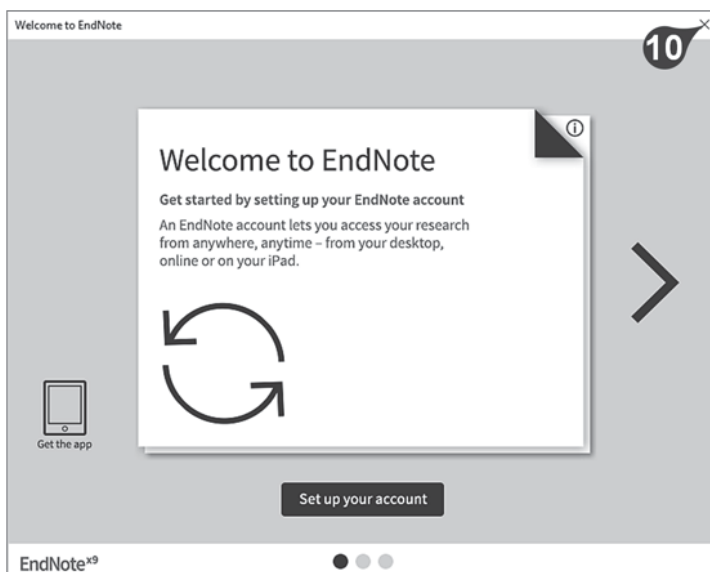 Welcome to EndNote
10
Welcome to EndNote
Get started by setting up your EndNote account
An EndNote account lets you access your research
from anywhere, anytime – from your desktop,
online or on your iPad.
Get the app
Set up your account
EndNote x9